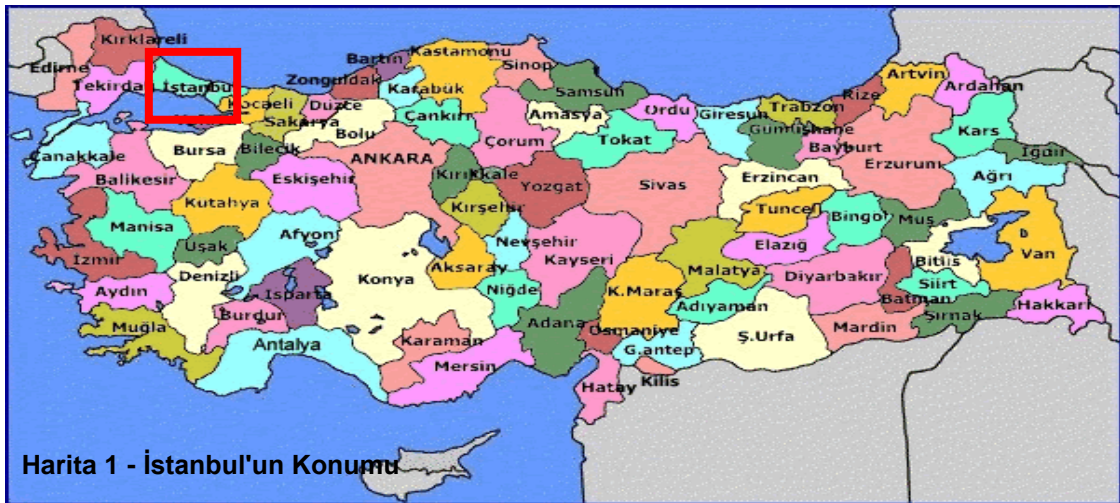 Kırklareli
Edirne
Tekirdağ
İstanbul
Kocaeli
Sakarya
Düzce
Zonguldak
Bartın
Karabük
Kastamonu
Sinop
Samsun
Ordu
Giresun
Trabzon
Rize
Artvin
Ardahan
Çanakkale
Bursa
Bilecik
Bolu
Çankırı
Çorum
Amasya
Tokat
Gümüşhane
Bayburt
Erzurum
Kars
Iğdır
Balıkesir
Kutahya
Eskişehir
ANKARA
Kırıkkale
Yozgat
Sivas
Erzincan
Ağrı
Manisa
Uşak
Afyon
Kırşehir
Nevşehir
Kayseri
Malatya
Elazığ
Tunceli
Bingöl
Muş
Bitlis
Van
İzmir
Aydın
Denizli
Isparta
Konya
Aksaray
Niğde
K.Maraş
Adıyaman
Diyarbakır
Batman
Siirt
Şırnak
Hakkari
Muğla
Burdur
Antalya
Karaman
Mersin
Adana
Osmaniye
G.antep
Ş.Urfa
Mardin
Hatay
Kilis
Harita 1 - İstanbul'un Konumu